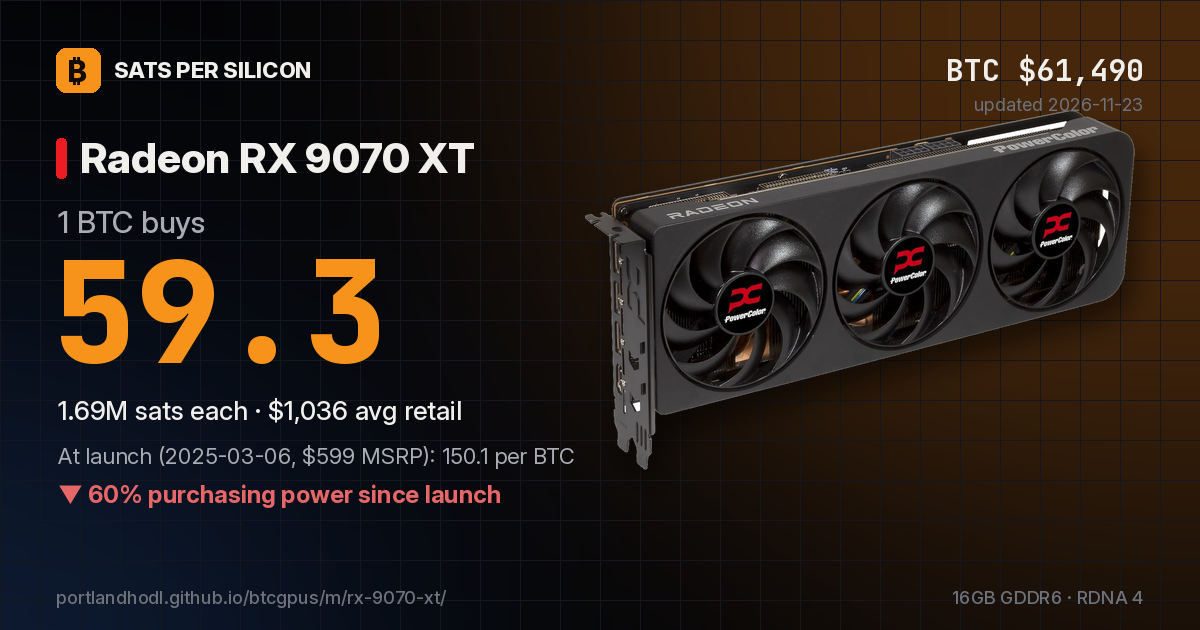 SATS PER SILICON
BTC $61,490
updated 2026-11-23
Radeon RX 9070 XT
1 BTC buys
59.3
1.69M sats each · $1,036 avg retail
At launch (2025-03-06, $599 MSRP): 150.1 per BTC
▼ 60% purchasing power since launch
RADEON
PowerColor
PowerColor
PowerColor
PowerColor
portlandhodl.github.io/btcgpus/m/rx-9070-xt/
16GB GDDR6 · RDNA 4